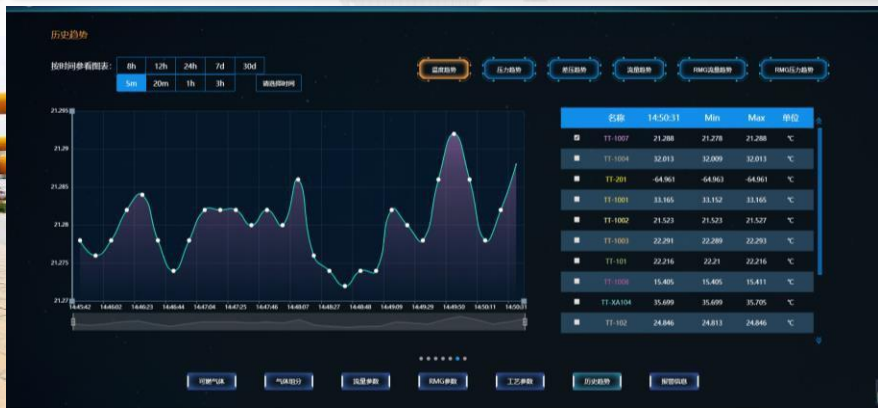 历史趋势
按时间参看图表: 8h 12h 24h 7d 30d
5m 20m 1h 3h 请选择时间
温度趋势 压力趋势 差压趋势 流量趋势 RMG流量趋势 RMG压力趋势
21.295
21.29
21.285
21.28
21.275
21.27
14:45:42 14:46:02 14:46:23 14:46:44 14:47:04 14:47:25 14:47:46 14:48:07 14:48:27 14:48:48 14:49:09 14:49:29 14:49:50 14:50:11 14:50:31
名称 14:50:31 Min Max 单位
TT-1007 21.288 21.278 21.288 ℃
TT-1004 32.013 32.009 32.013 ℃
TT-201 -64.961 -64.963 -64.961 ℃
TT-1001 33.165 33.152 33.165 ℃
TT-1002 21.523 21.523 21.527 ℃
TT-1003 22.291 22.289 22.293 ℃
TT-101 22.216 22.21 22.216 ℃
TT-1008 15.405 15.405 15.411 ℃
TT-XA104 35.699 35.699 35.705 ℃
TT-102 24.846 24.813 24.846 ℃
可燃气体 气体组分 流量参数 RMG参数 工艺参数 历史趋势 报警信息